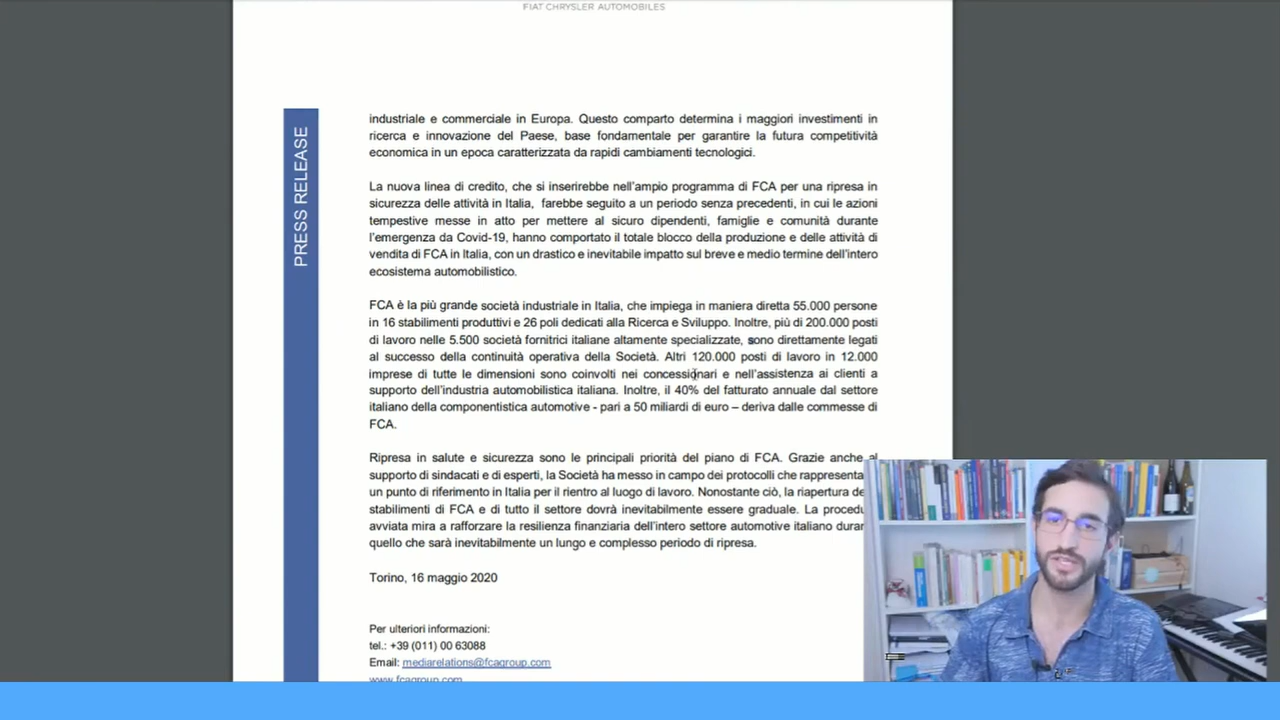 FIAT CHRYSLER AUTOMOBILES
PRESS RELEASE
industriale e commerciale in Europa. Questo comparto determina i maggiori investimenti in
ricerca e innovazione del Paese, base fondamentale per garantire la futura competitività
economica in un epoca caratterizzata da rapidi cambiamenti tecnologici.
La nuova linea di credito, che si inserirebbe nell'ampio programma di FCA per una ripresa in
sicurezza delle attività in Italia, farebbe seguito a un periodo senza precedenti, in cui le azioni
tempestive messe in atto per mettere al sicuro dipendenti, famiglie e comunità durante
l'emergenza da Covid-19, hanno comportato il totale blocco della produzione e delle attività di
vendita di FCA in Italia, con un drastico e inevitabile impatto sul breve e medio termine dell'intero
ecosistema automobilistico.
FCA è la più grande società industriale in Italia, che impiega in maniera diretta 55.000 persone
in 16 stabilimenti produttivi e 26 poli dedicati alla Ricerca e Sviluppo. Inoltre, più di 200.000 posti
di lavoro nelle 5.500 società fornitrici italiane altamente specializzate, sono direttamente legati
al successo della continuità operativa della Società. Altri 120.000 posti di lavoro in 12.000
imprese di tutte le dimensioni sono coinvolti nei concessionari e nell'assistenza ai clienti a
supporto dell'industria automobilistica italiana. Inoltre, il 40% del fatturato annuale dal settore
italiano della componentistica automotive - pari a 50 miliardi di euro – deriva dalle commesse di
FCA.
Ripresa in salute e sicurezza sono le principali priorità del piano di FCA. Grazie anche al
supporto di sindacati e di esperti, la Società ha messo in campo dei protocolli che rappresenta
un punto di riferimento in Italia per il rientro al luogo di lavoro. Nonostante ciò, la riapertura de
stabilimenti di FCA e di tutto il settore dovrà inevitabilmente essere graduale. La procedu
avviata mira a rafforzare la resilienza finanziaria dell'intero settore automotive italiano duran
quello che sarà inevitabilmente un lungo e complesso periodo di ripresa.
Torino, 16 maggio 2020
Per ulteriori informazioni:
tel.: +39 (011) 00 63088
Email: mediarelations@fcagroup.com
www.fcagroup.com